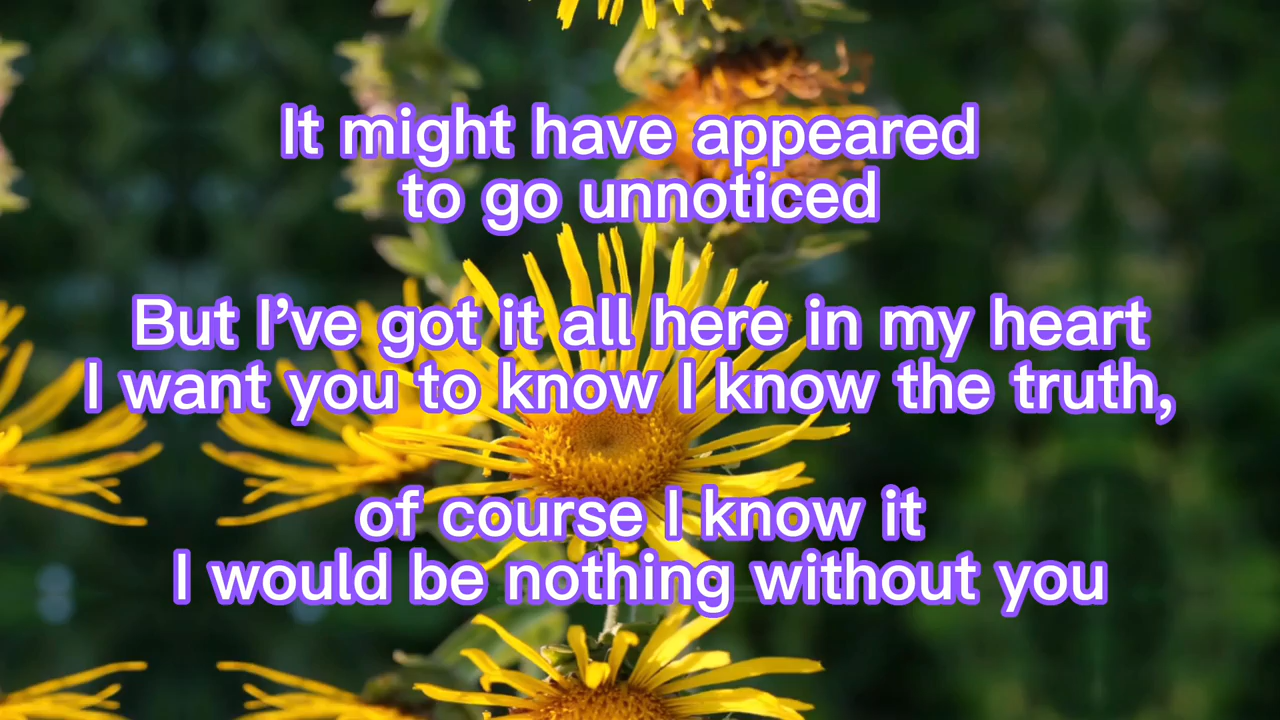 It might have appeared
to go unnoticed
But I’ve got it all here in my heart
I want you to know I know the truth,
of course I know it
I would be nothing without you